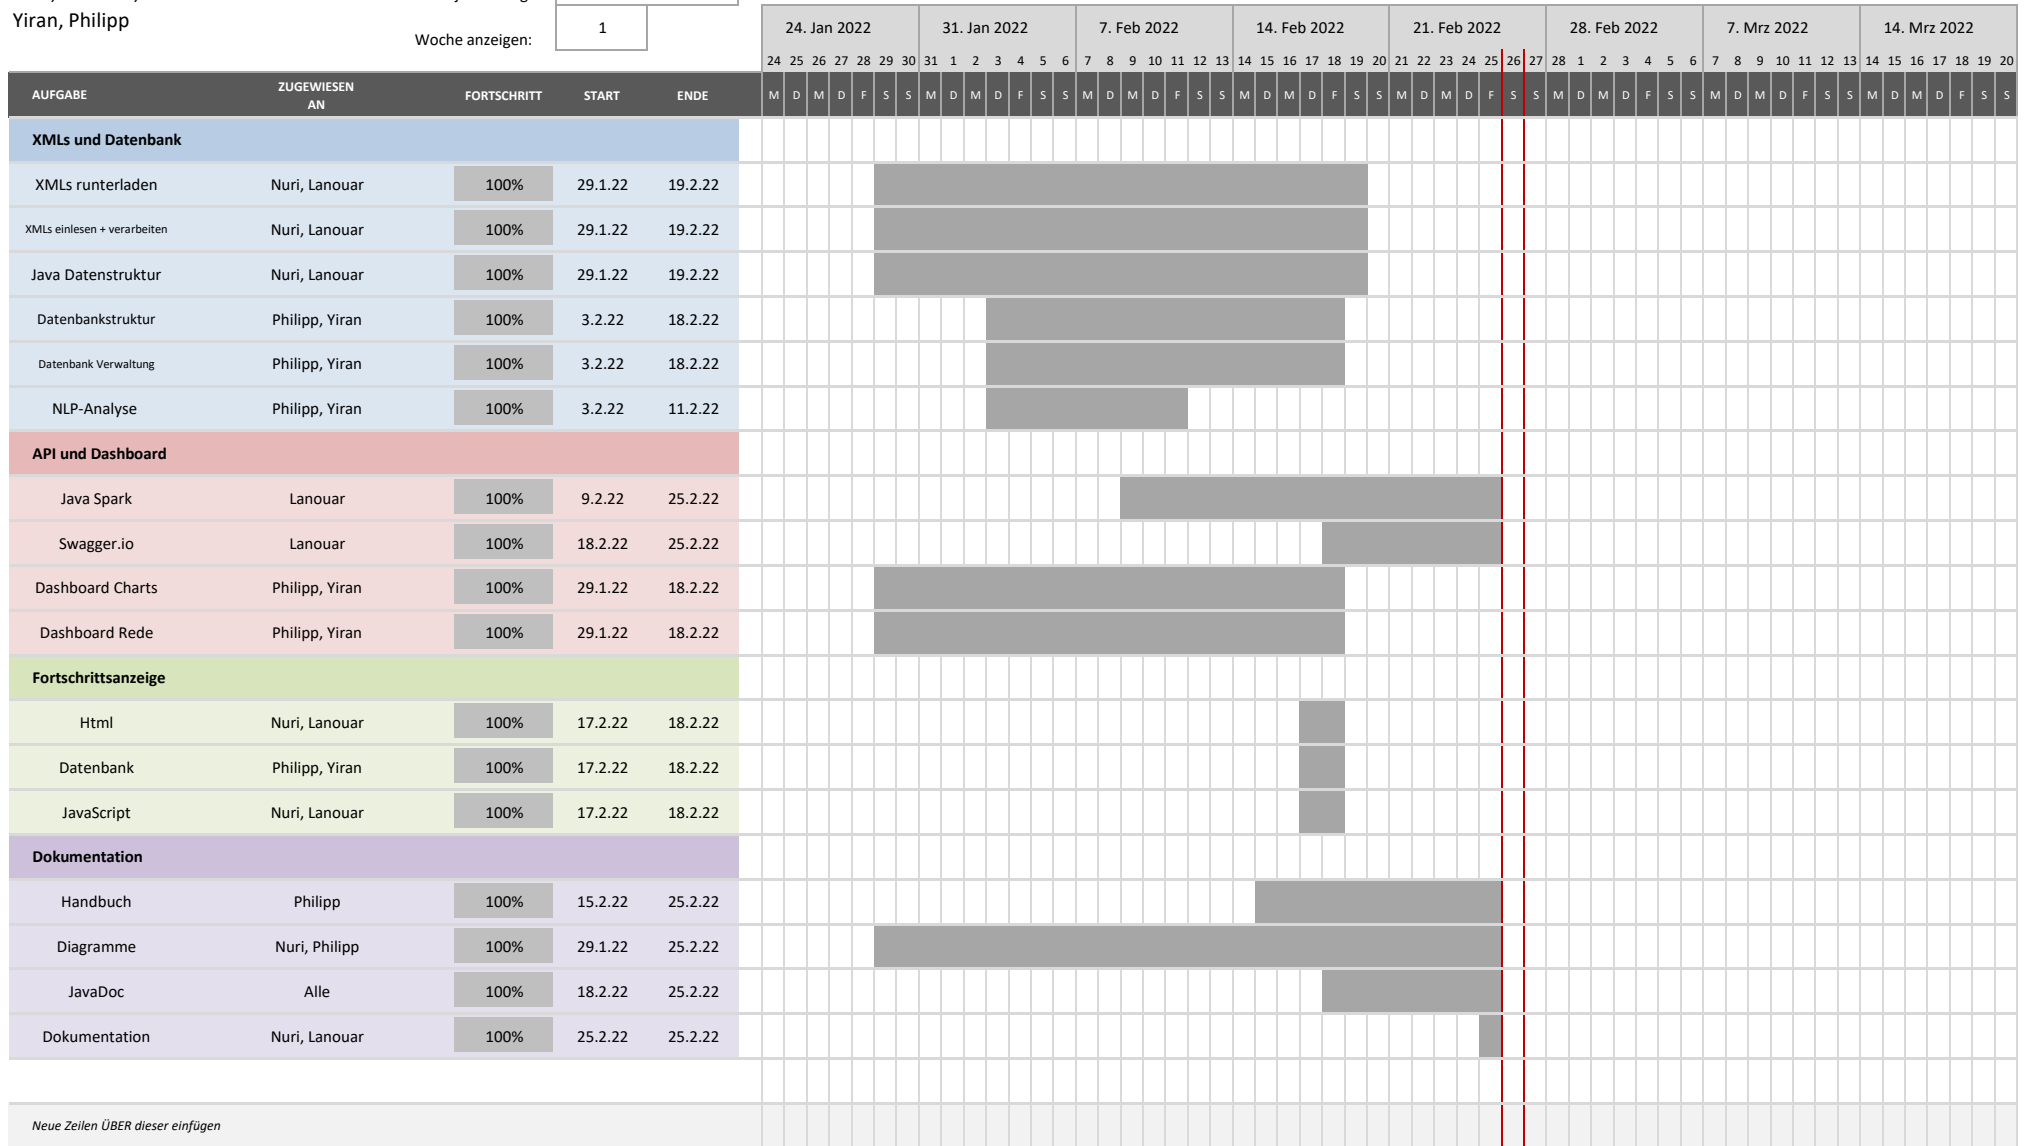 Yiran, Philipp
Woche anzeigen: 1
24. Jan 2022 31. Jan 2022 7. Feb 2022 14. Feb 2022 21. Feb 2022 28. Feb 2022 7. Mrz 2022 14. Mrz 2022
24 25 26 27 28 29 30 31 1 2 3 4 5 6 7 8 9 10 11 12 13 14 15 16 17 18 19 20 21 22 23 24 25 26 27 28 1 2 3 4 5 6 7 8 9 10 11 12 13 14 15 16 17 18 19 20
AUFGABE ZUGEWIESEN AN FORTSCHRITT START ENDE M D M D F S S M D M D F S S M D M D F S S M D M D F S S M D M D F S S M D M D F S S M D M D F S S M D M D F S S
XMLs und Datenbank
XMLs runterladen Nuri, Lanouar 100% 29.1.22 19.2.22
XMLs einlesen + verarbeiten Nuri, Lanouar 100% 29.1.22 19.2.22
Java Datenstruktur Nuri, Lanouar 100% 29.1.22 19.2.22
Datenbankstruktur Philipp, Yiran 100% 3.2.22 18.2.22
Datenbank Verwaltung Philipp, Yiran 100% 3.2.22 18.2.22
NLP-Analyse Philipp, Yiran 100% 3.2.22 11.2.22
API und Dashboard
Java Spark Lanouar 100% 9.2.22 25.2.22
Swagger.io Lanouar 100% 18.2.22 25.2.22
Dashboard Charts Philipp, Yiran 100% 29.1.22 18.2.22
Dashboard Rede Philipp, Yiran 100% 29.1.22 18.2.22
Fortschrittsanzeige
Html Nuri, Lanouar 100% 17.2.22 18.2.22
Datenbank Philipp, Yiran 100% 17.2.22 18.2.22
JavaScript Nuri, Lanouar 100% 17.2.22 18.2.22
Dokumentation
Handbuch Philipp 100% 15.2.22 25.2.22
Diagramme Nuri, Philipp 100% 29.1.22 25.2.22
JavaDoc Alle 100% 18.2.22 25.2.22
Dokumentation Nuri, Lanouar 100% 25.2.22 25.2.22
Neue Zeilen ÜBER dieser einfügen